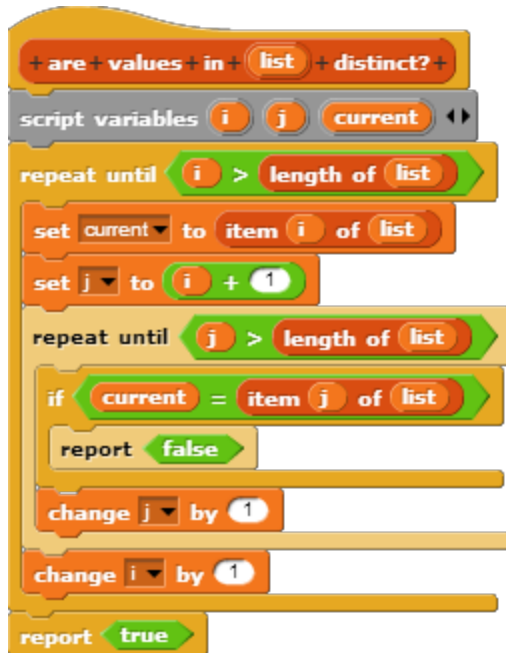 + are + values + in + list + distinct? +
script variables i j current
repeat until i > length of list
set current to item i of list
set j to i + 1
repeat until j > length of list
if current = item j of list
report false
change j by 1
change i by 1
report true